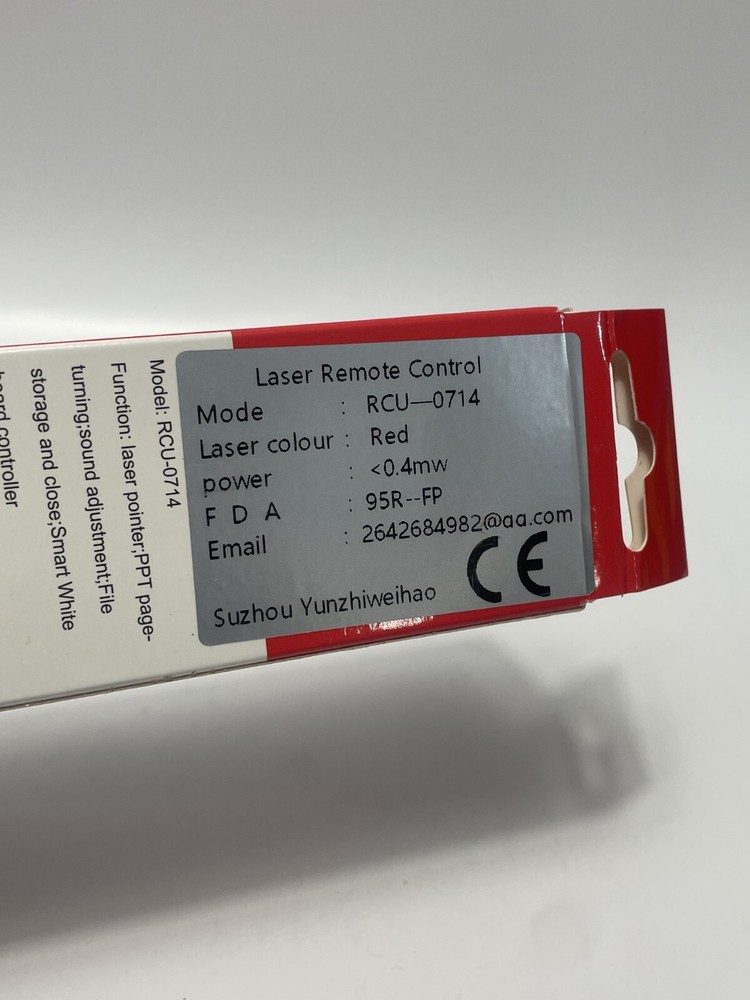 Laser Remote Control
Mode : RCU—0714
Laser colour : Red
power : <0.4mw
F D A : 95R--FP
Email : 2642684982@qq.com
Suzhou Yunzhiweihao
CE
Model: RCU-0714
Function: laser pointer;PPT page-
turning;sound adjustment;File
storage and close;Smart White
board controller